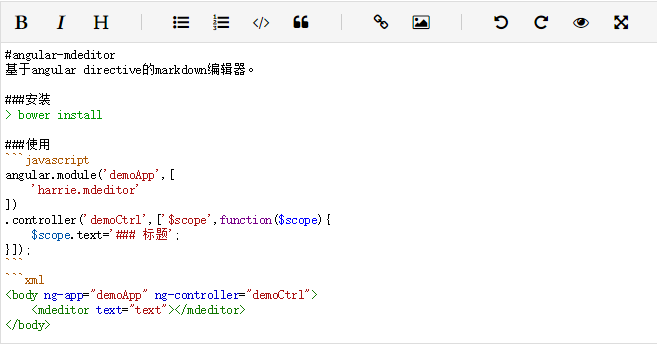 B I H </>
#angular-mdeditor
基于angular directive的markdown编辑器。

###安装
> bower install

###使用
```javascript
angular.module('demoApp',[
    'harrie.mdeditor'
])
.controller('demoCtrl',['$scope',function($scope){
    $scope.text='### 标题';
}]);
```
```xml
<body ng-app="demoApp" ng-controller="demoCtrl">
    <mdeditor text="text"></mdeditor>
</body>